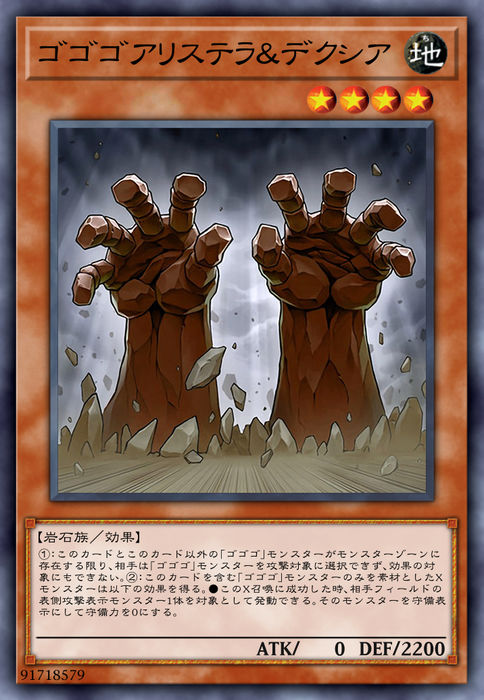 ゴゴゴアリステラ&デクシア
ち
地
【岩石族／効果】
①:このカードとこのカード以外の「ゴゴゴ」モンスターがモンスターゾーンに
存在する限り、相手は「ゴゴゴ」モンスターを攻撃対象に選択できず、効果の対
象にもできない。②:このカードを含む「ゴゴゴ」モンスターのみを素材としたX
モンスターは以下の効果を得る。●このX召喚に成功した時、相手フィールドの
表側攻撃表示モンスター1体を対象として発動できる。そのモンスターを守備表
示にして守備力を0にする。
ATK/ 0 DEF/2200
91718579